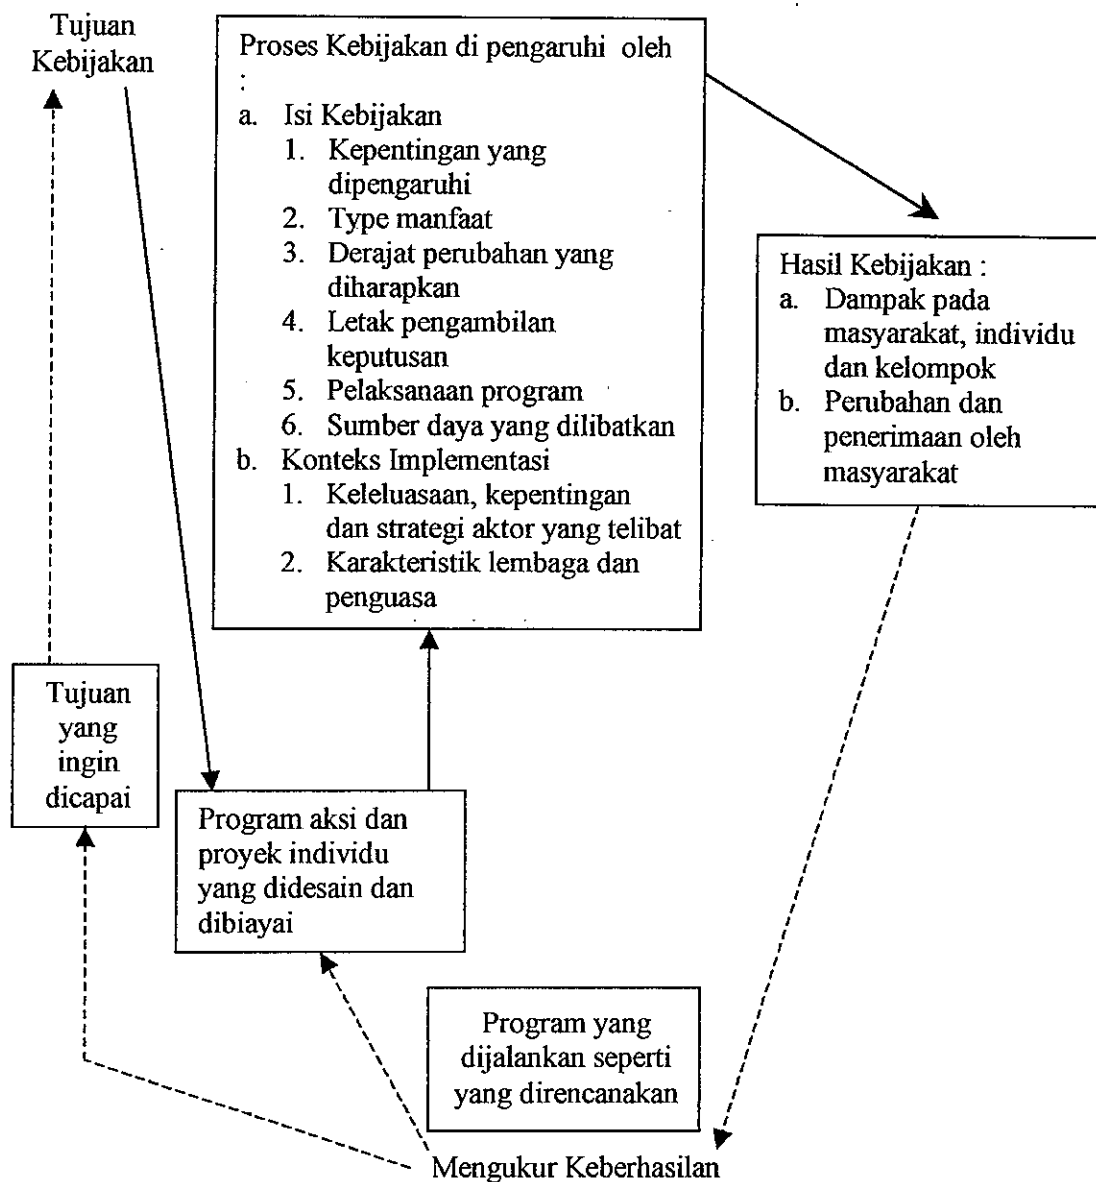 Tujuan
Kebijakan
Proses Kebijakan di pengaruhi oleh
:
a. Isi Kebijakan
1. Kepentingan yang
dipengaruhi
2. Type manfaat
3. Derajat perubahan yang
diharapkan
4. Letak pengambilan
keputusan
5. Pelaksanaan program
6. Sumber daya yang dilibatkan
b. Konteks Implementasi
1. Keleluasaan, kepentingan
dan strategi aktor yang telibat
2. Karakteristik lembaga dan
penguasa
Hasil Kebijakan :
a. Dampak pada
masyarakat, individu
dan kelompok
b. Perubahan dan
penerimaan oleh
masyarakat
Tujuan
yang
ingin
dicapai
Program aksi dan
proyek individu
yang didesain dan
dibiayai
Program yang
dijalankan seperti
yang direncanakan
Mengukur Keberhasilan